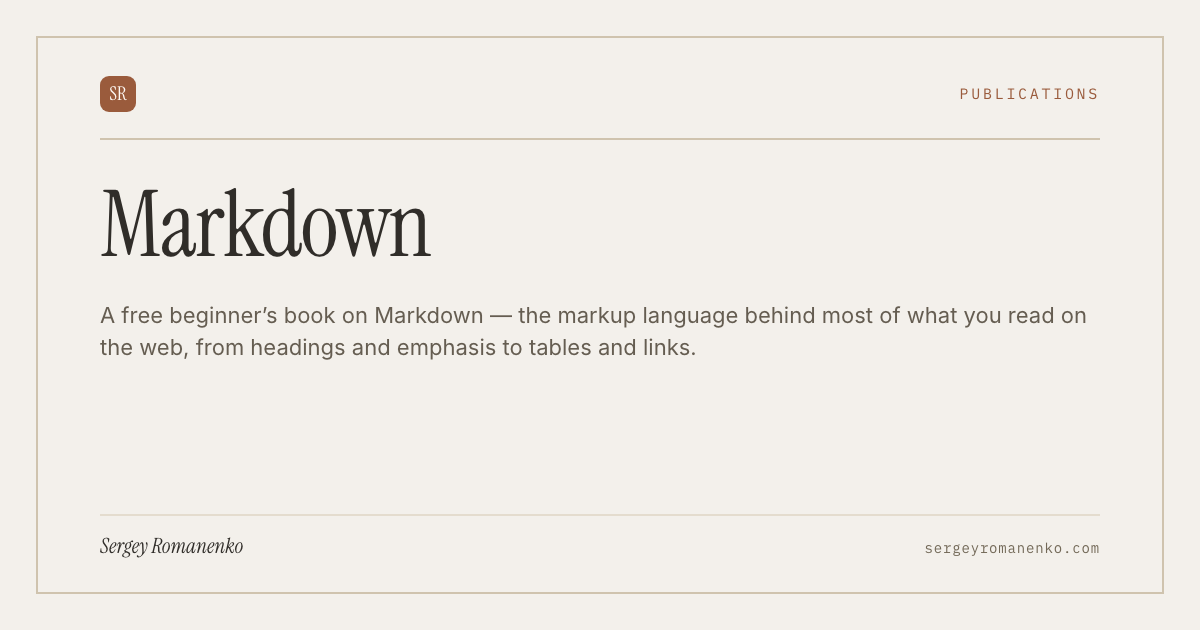 SR
PUBLICATIONS
Markdown
A free beginner’s book on Markdown — the markup language behind most of what you read on
the web, from headings and emphasis to tables and links.
Sergey Romanenko
sergeyromanenko.com